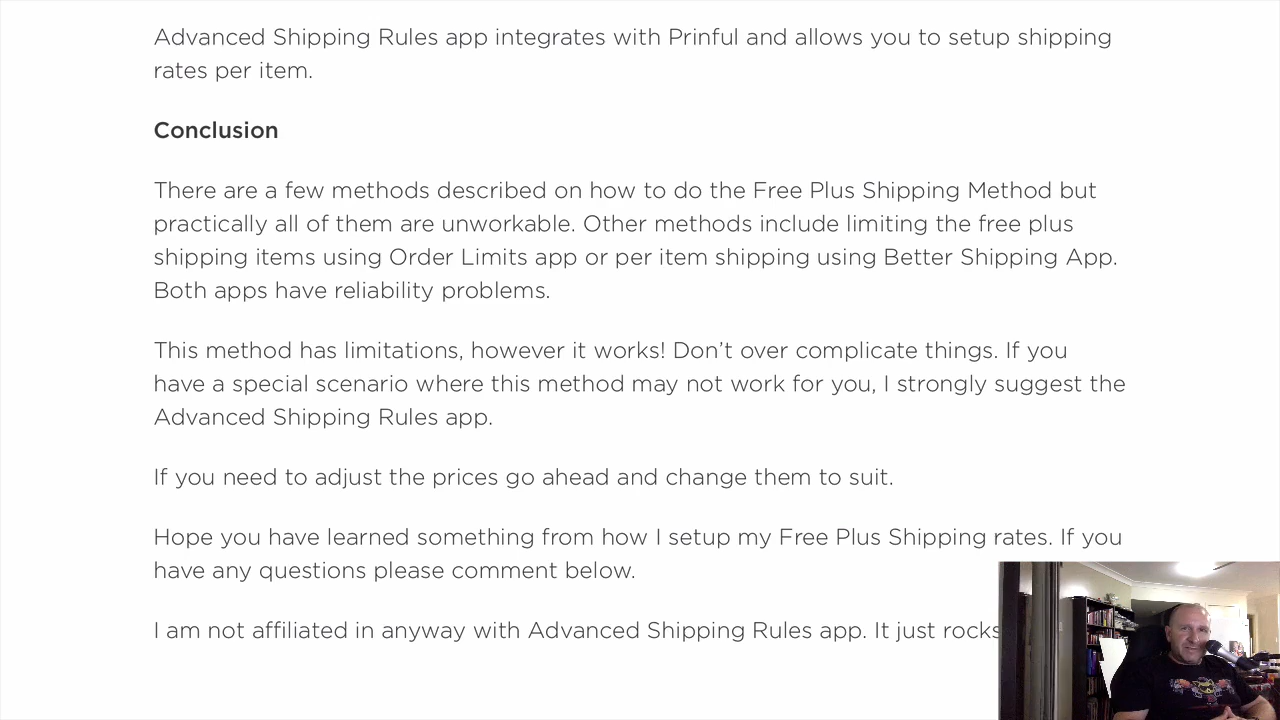 Advanced Shipping Rules app integrates with Prinful and allows you to setup shipping
rates per item.
Conclusion
There are a few methods described on how to do the Free Plus Shipping Method but
practically all of them are unworkable. Other methods include limiting the free plus
shipping items using Order Limits app or per item shipping using Better Shipping App.
Both apps have reliability problems.
This method has limitations, however it works! Don’t over complicate things. If you
have a special scenario where this method may not work for you, I strongly suggest the
Advanced Shipping Rules app.
If you need to adjust the prices go ahead and change them to suit.
Hope you have learned something from how I setup my Free Plus Shipping rates. If you
have any questions please comment below.
I am not affiliated in anyway with Advanced Shipping Rules app. It just rocks